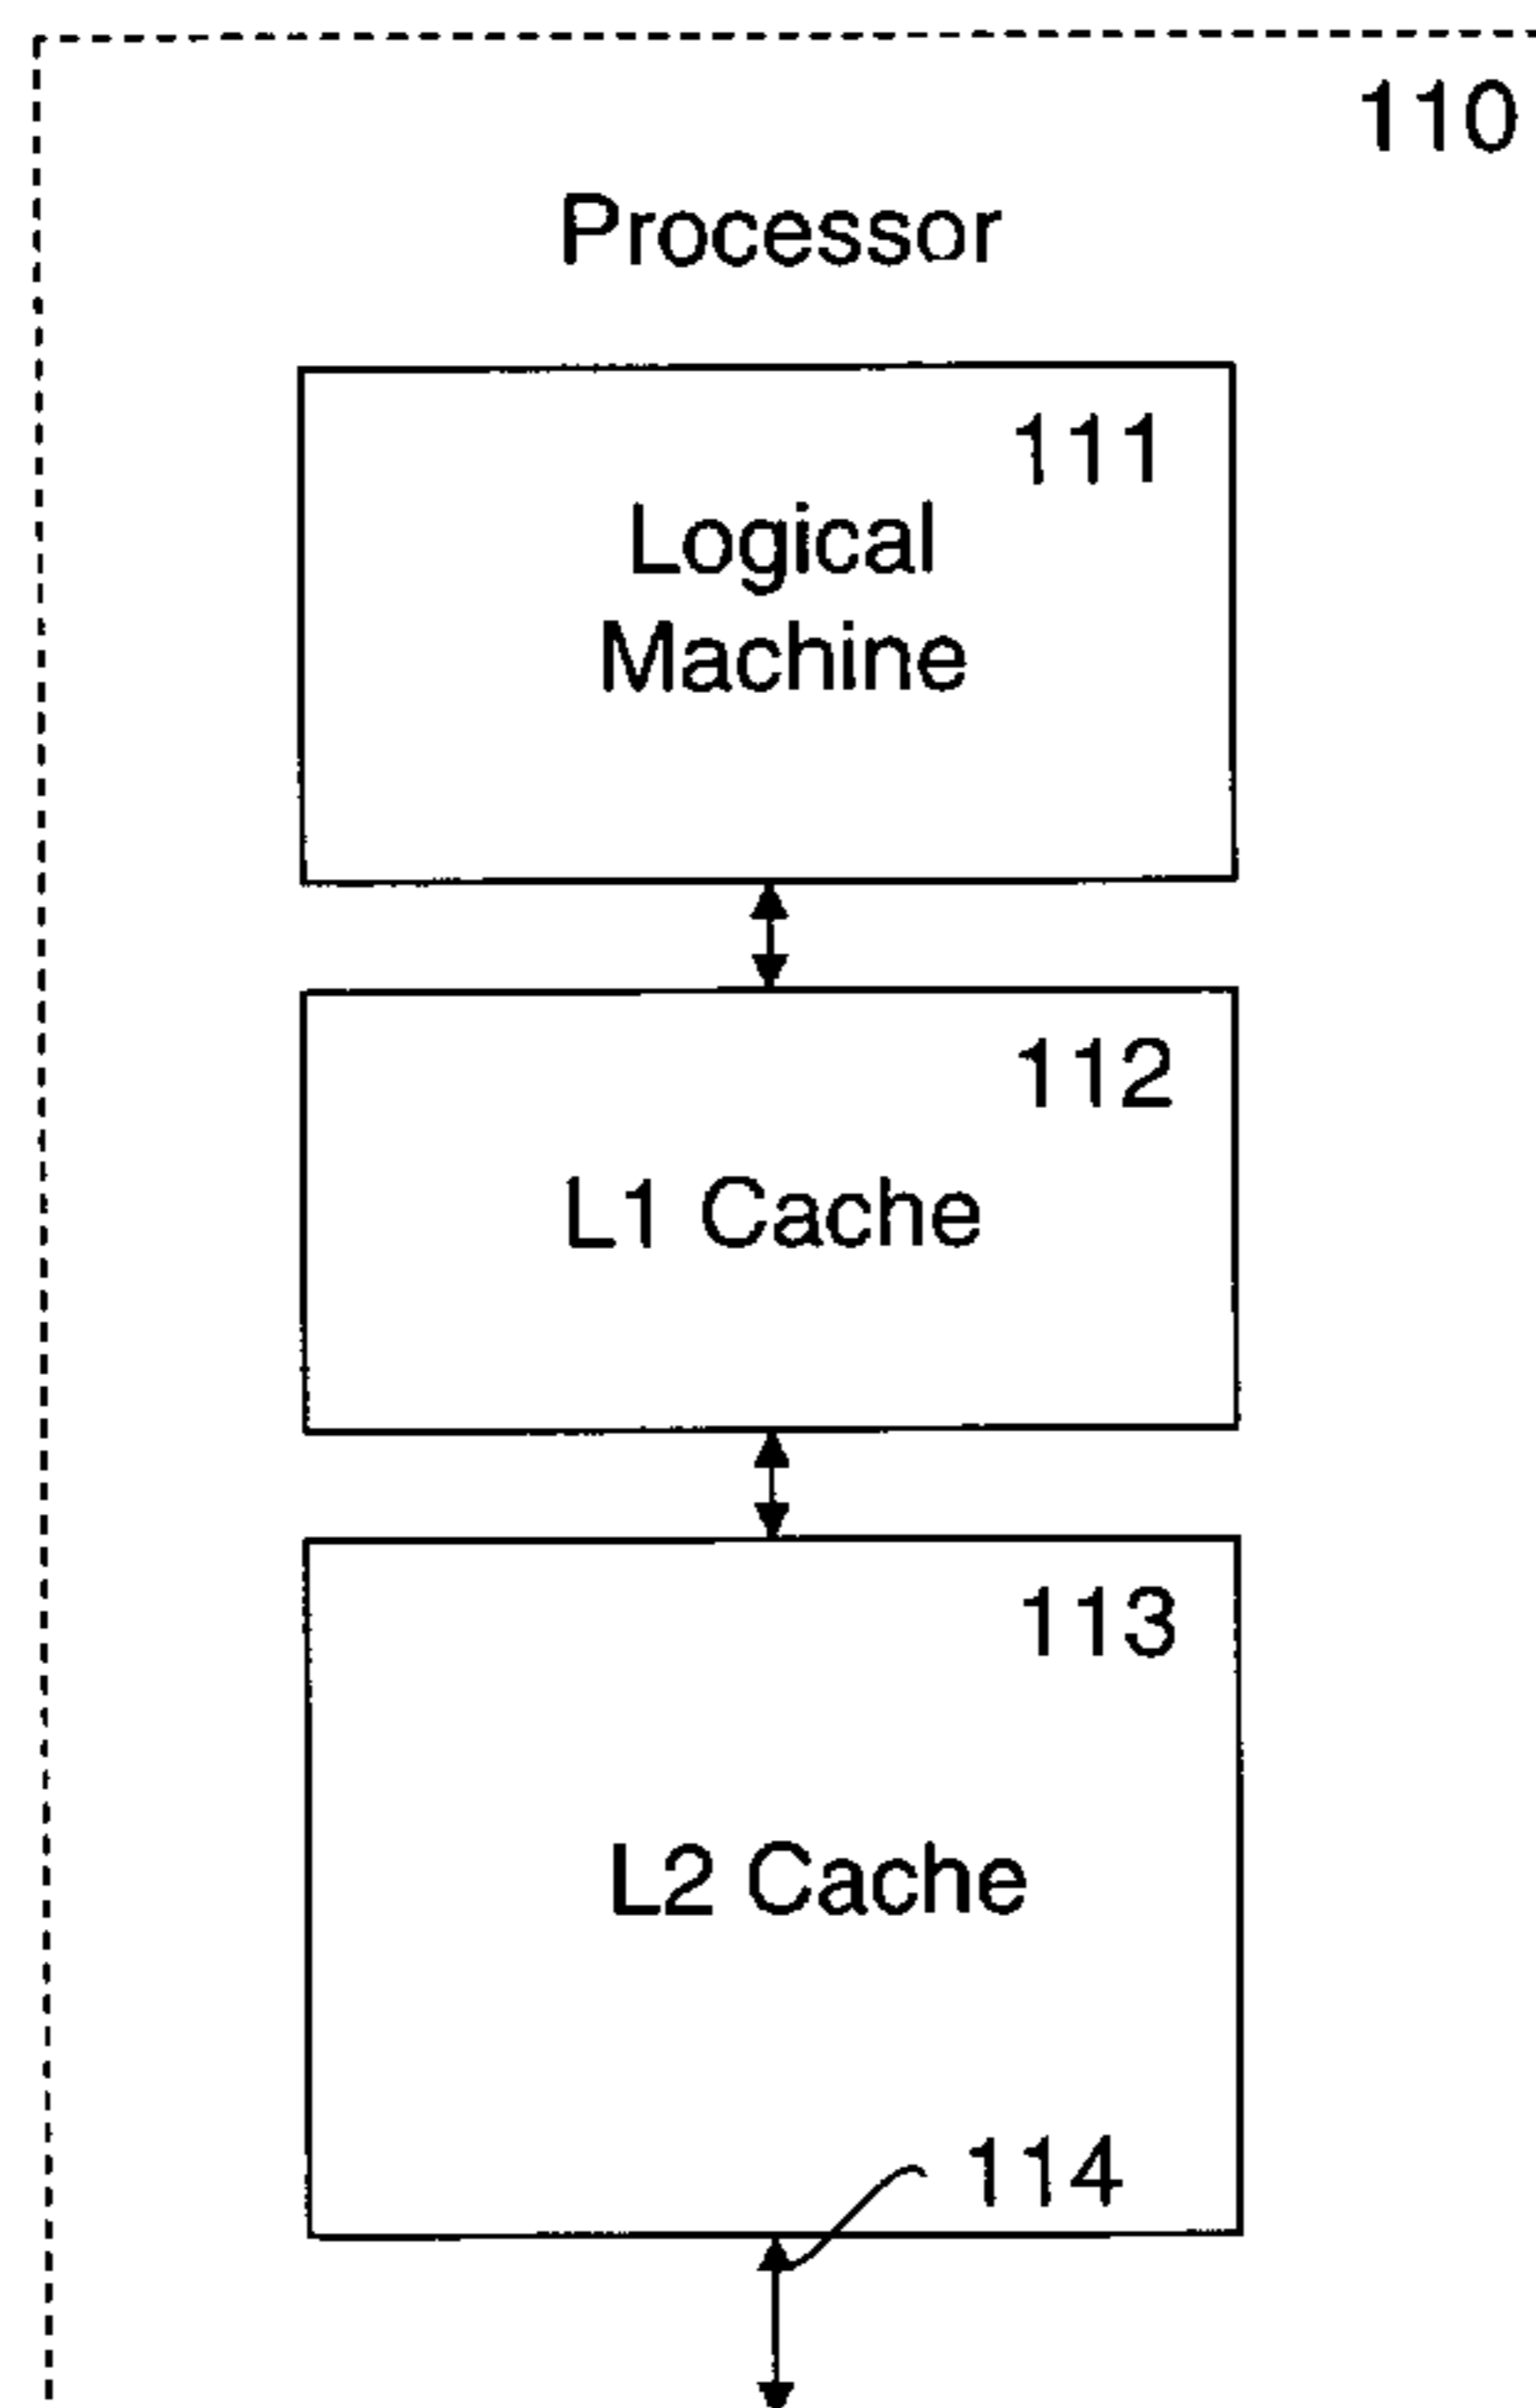 110
Processor
111
Logical
Machine
112
L1 Cache
113
L2 Cache
114